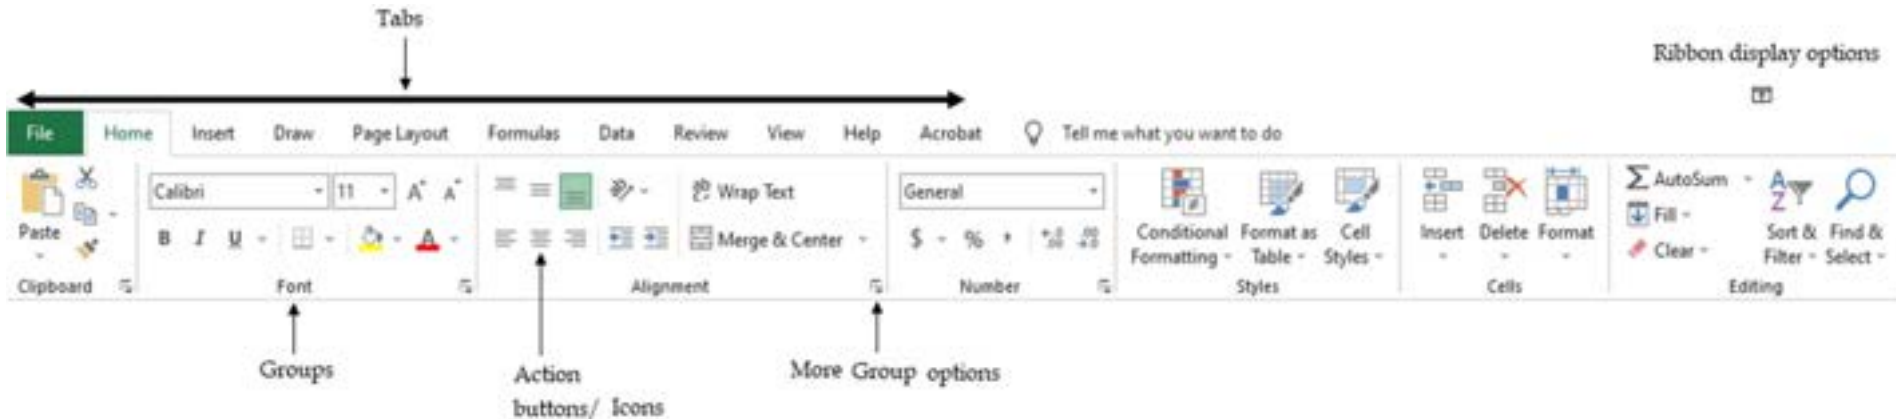 Tabs
Ribbon display options
File Home Insert Draw Page Layout Formulas Data Review View Help Acrobat Tell me what you want to do
Calibri 11 A A Wrap Text General AutoSum
Paste B I U A Merge & Center $ % , Conditional Formatting Format as Table Cell Styles Insert Delete Format Fill Clear Sort & Filter Find & Select
Clipboard Font Alignment Number Styles Cells Editing
Groups
Action
buttons/ Icons
More Group options